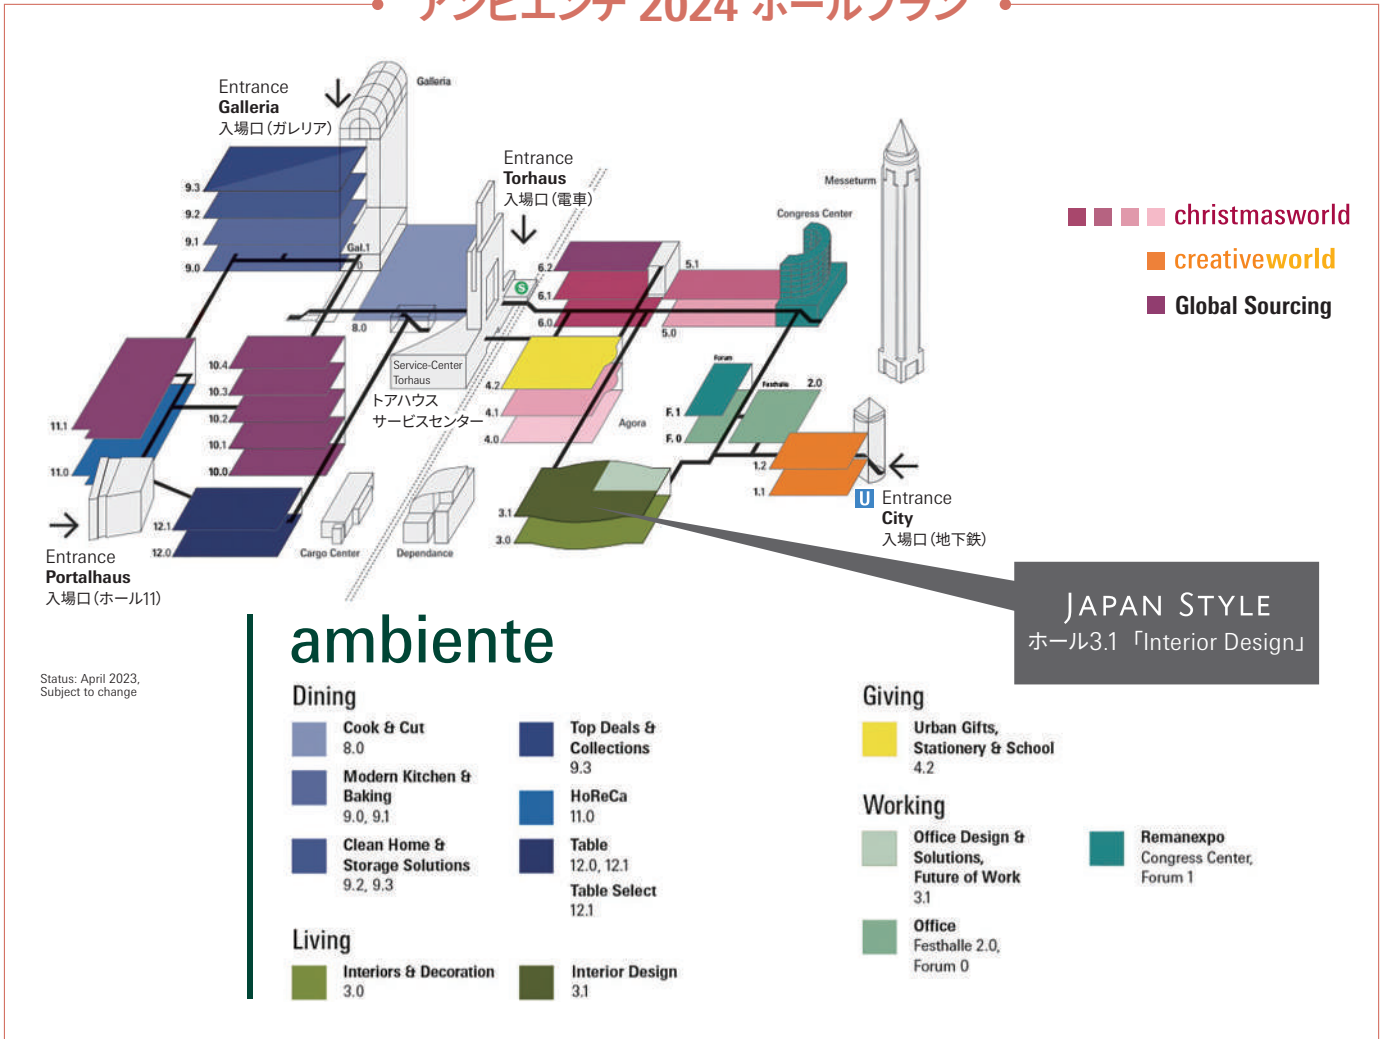 アンビエンテ 2024 ホールプラン
Entrance
Galleria
入場口（ガレリア）
Galleria
Entrance
Torhaus
入場口（電車）
Messeturm
Congress Center
christmasworld
creativeworld
Global Sourcing
9.3
9.2
9.1
9.0
Gal.1
0
8.0
S
6.2
6.1
6.0
5.1
5.0
Service-Center
Torhaus
トアハウス
サービスセンター
4.2
4.1
4.0
Agora
Forum
Festhalle
2.0
F.1
F.0
1.2
1.1
10.4
10.3
10.2
10.1
10.0
11.1
11.0
12.1
12.0
Cargo Center
Dependance
3.1
3.0
U Entrance
City
入場口（地下鉄）
Entrance
Portalhaus
入場口（ホール11）
JAPAN STYLE
ホール3.1「Interior Design」
Status: April 2023,
Subject to change
ambiente
Dining
Cook & Cut
8.0
Modern Kitchen &
Baking
9.0, 9.1
Clean Home &
Storage Solutions
9.2, 9.3
Top Deals &
Collections
9.3
HoReCa
11.0
Table
12.0, 12.1
Table Select
12.1
Living
Interiors & Decoration
3.0
Interior Design
3.1
Giving
Urban Gifts,
Stationery & School
4.2
Working
Office Design &
Solutions,
Future of Work
3.1
Office
Festhalle 2.0,
Forum 0
Remanexpo
Congress Center,
Forum 1